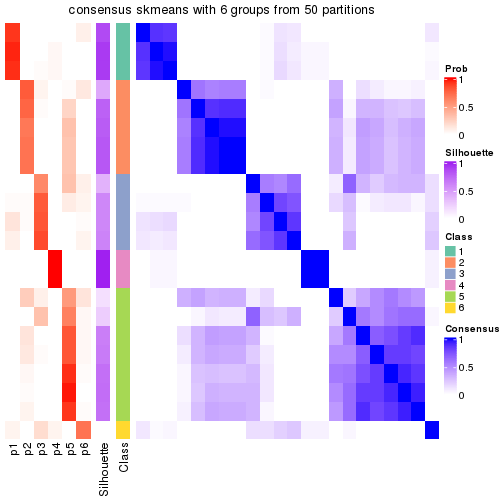 consensus skmeans with 6 groups from 50 partitions
Prob
1
0.5
0
Silhouette
1
0.5
0
Class
1
2
3
4
5
6
Consensus
1
0.5
0
p1
p2
p3
p4
p5
p6
Silhouette
Class